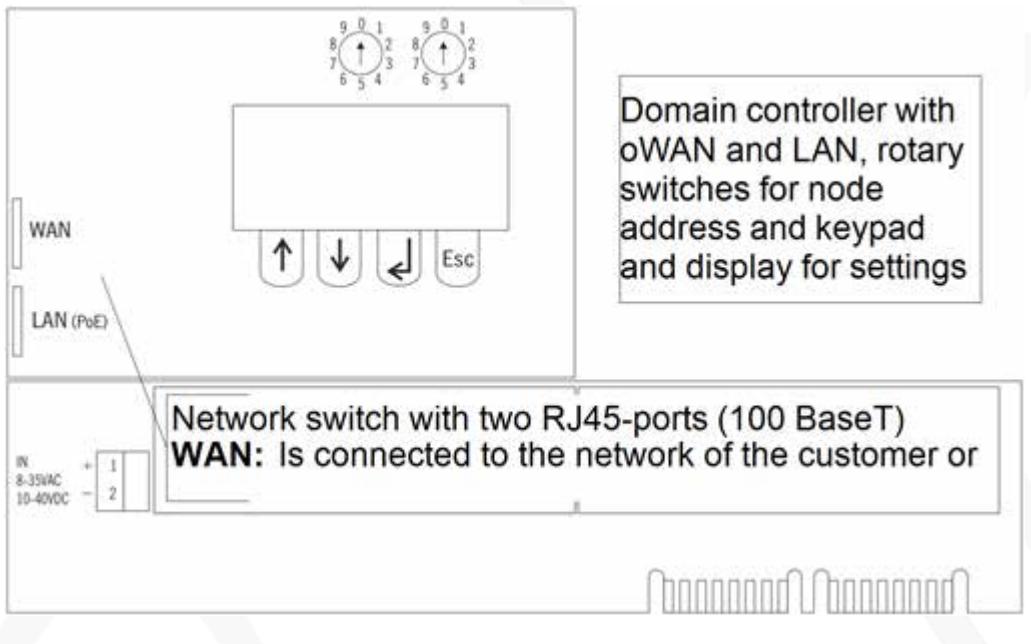 9 0 1
8 2
7 3
6 5 4
9 0 1
8 2
7 3
6 5 4
Domain controller with
oWAN and LAN, rotary
switches for node
address and keypad
and display for settings
WAN
Esc
LAN (PoE)
Network switch with two RJ45-ports (100 BaseT)
WAN: Is connected to the network of the customer or
IN
8-35VAC
10-40VDC
+ 1
- 2